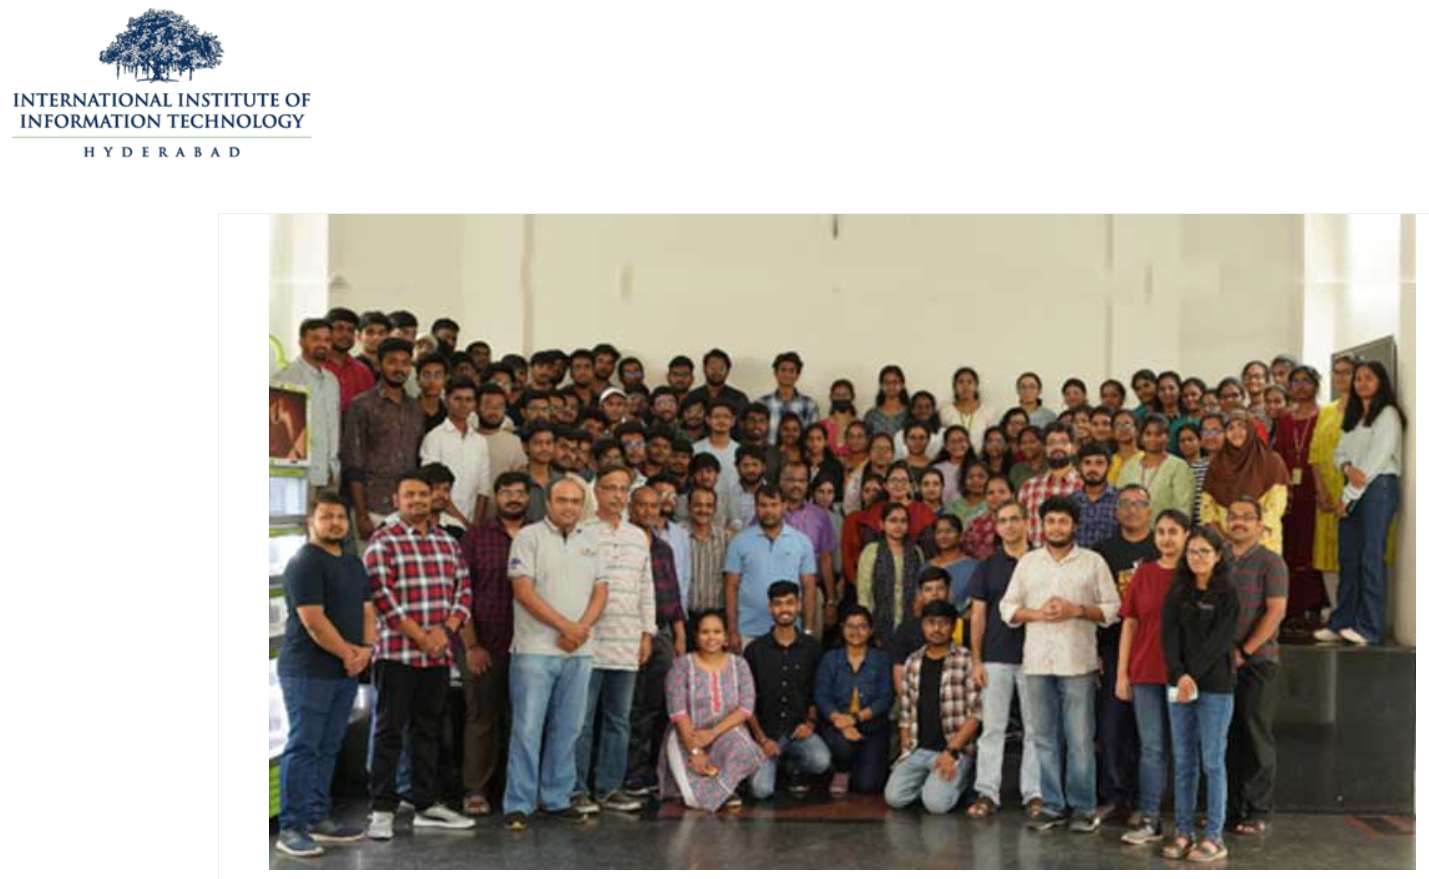 INTERNATIONAL INSTITUTE OF
INFORMATION TECHNOLOGY
HYDERABAD